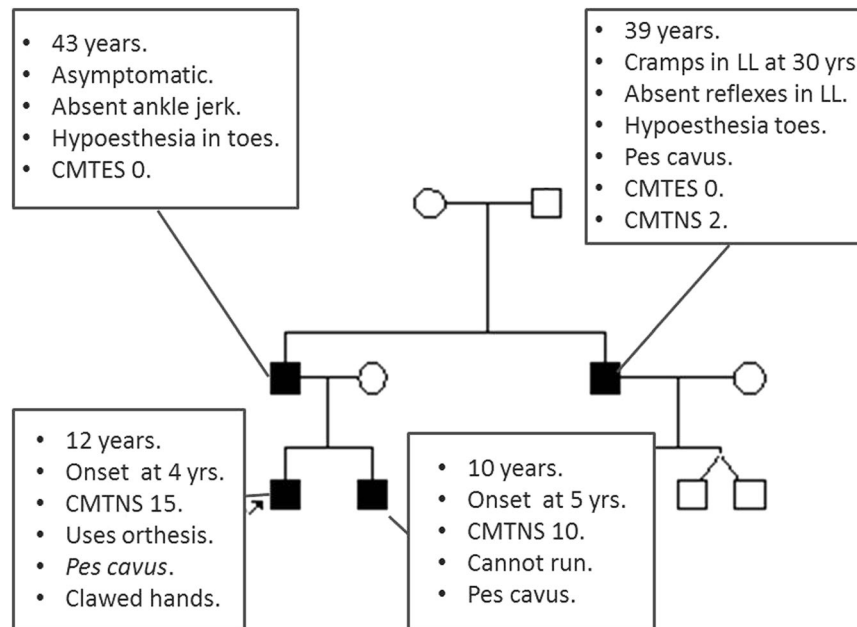 • 43 years.
• Asymptomatic.
• Absent ankle jerk.
• Hypoesthesia in toes.
• CMTES 0.
• 39 years.
• Cramps in LL at 30 yrs
• Absent reflexes in LL.
• Hypoesthesia toes.
• Pes cavus.
• CMTES 0.
• CMTNS 2.
• 12 years.
• Onset at 4 yrs.
• CMTNS 15.
• Uses orthesis.
• Pes cavus.
• Clawed hands.
• 10 years.
• Onset at 5 yrs.
• CMTNS 10.
• Cannot run.
• Pes cavus.